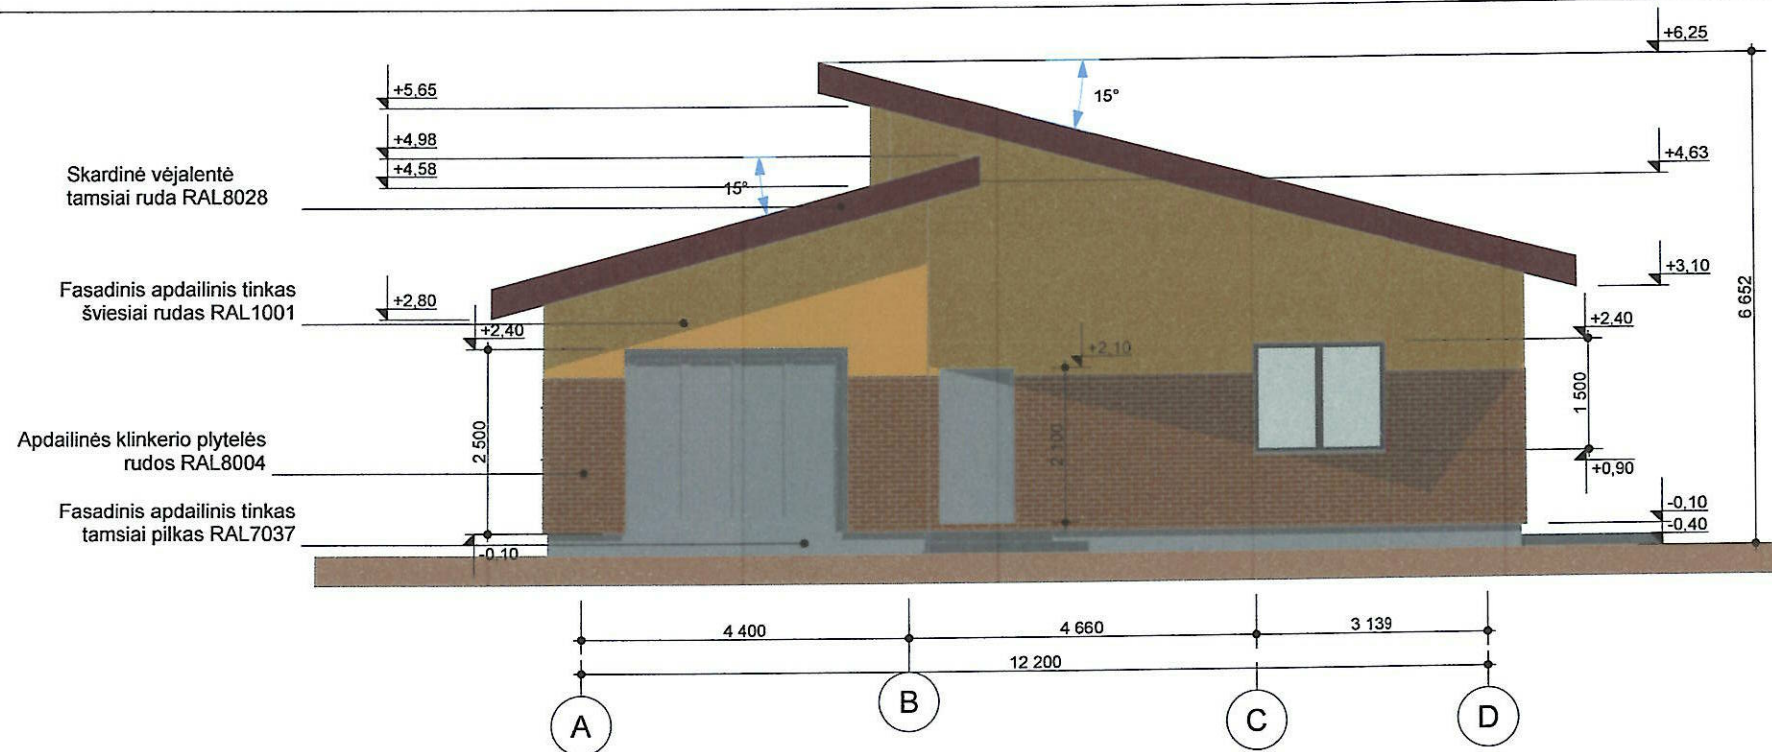 +6,25
15°
+5,65
+4,98
+4,58
+4,63
Skardinė vėjalentė
tamsiai ruda RAL8028
15°
+3,10
Fasadinis apdailinis tinkas
šviesiai rudas RAL1001
+2,80
+2,40
+2,40
+2,10
6 652
1 500
2 500
2 100
Apdailinės klinkerio plytelės
rudos RAL8004
+0,90
Fasadinis apdailinis tinkas
tamsiai pilkas RAL7037
-0,10
-0,10
-0,40
4 400
4 660
3 139
12 200
A
B
C
D